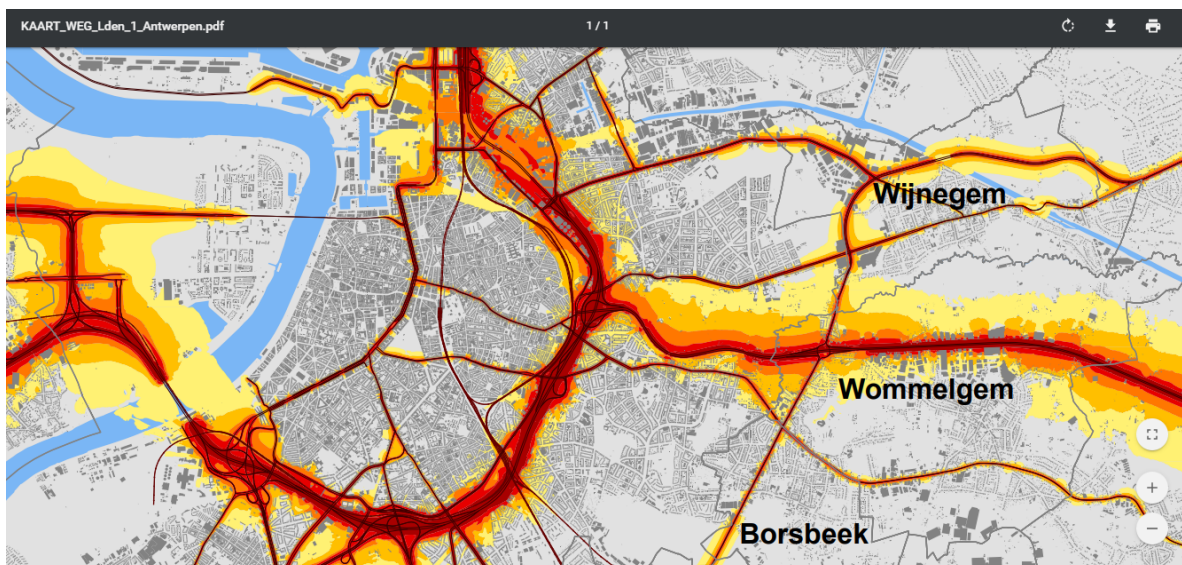 KAART_WEG_Lden_1_Antwerpen.pdf
1 / 1
Wijnegem
Wommelgem
Borsbeek